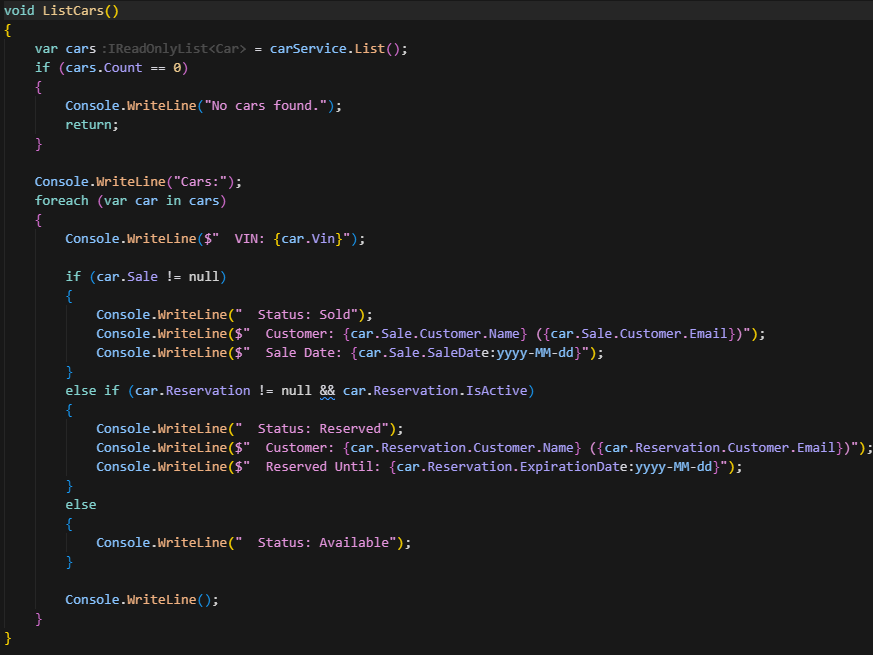 void ListCars()
{
    var cars :IReadOnlyList<Car> = carService.List();
    if (cars.Count == 0)
    {
        Console.WriteLine("No cars found.");
        return;
    }

    Console.WriteLine("Cars:");
    foreach (var car in cars)
    {
        Console.WriteLine($"  VIN: {car.Vin}");

        if (car.Sale != null)
        {
            Console.WriteLine("  Status: Sold");
            Console.WriteLine($"  Customer: {car.Sale.Customer.Name} ({car.Sale.Customer.Email})");
            Console.WriteLine($"  Sale Date: {car.Sale.SaleDate:yyyy-MM-dd}");
        }
        else if (car.Reservation != null && car.Reservation.IsActive)
        {
            Console.WriteLine("  Status: Reserved");
            Console.WriteLine($"  Customer: {car.Reservation.Customer.Name} ({car.Reservation.Customer.Email})");
            Console.WriteLine($"  Reserved Until: {car.Reservation.ExpirationDate:yyyy-MM-dd}");
        }
        else
        {
            Console.WriteLine("  Status: Available");
        }

        Console.WriteLine();
    }
}